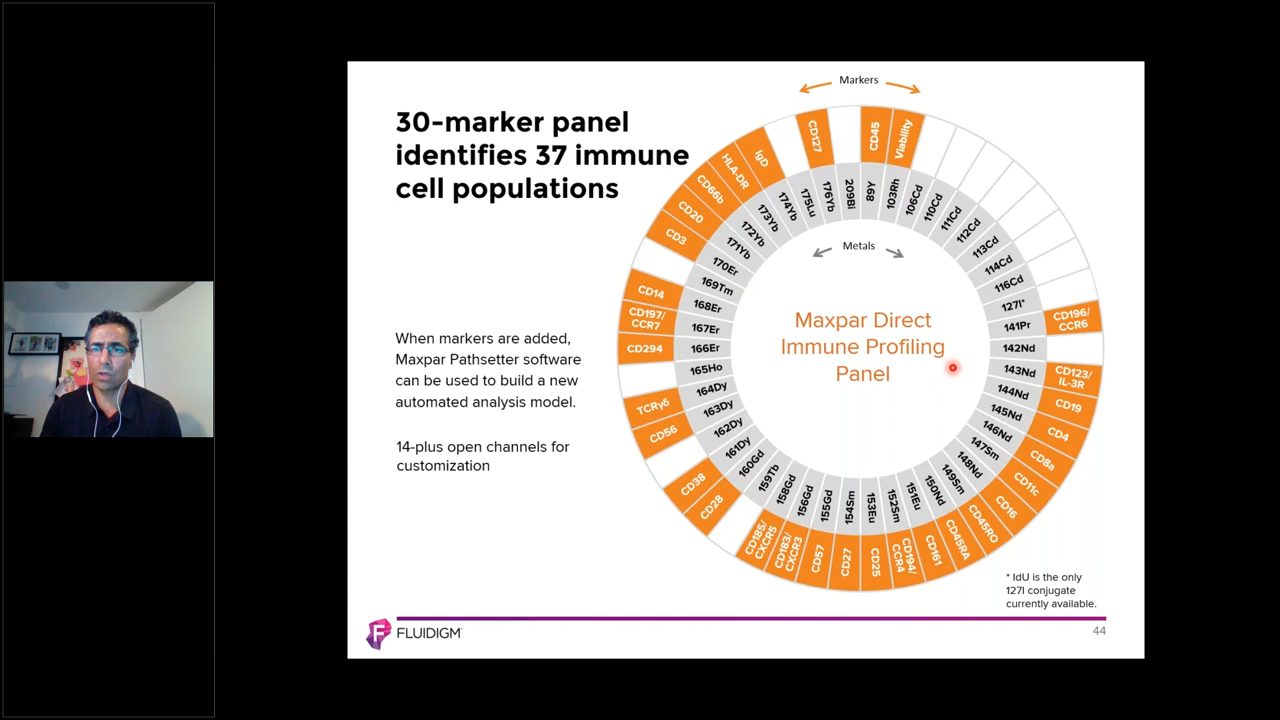 Markers
30-marker panel
identifies 37 immune
cell populations
When markers are added,
Maxpar Pathsetter software
can be used to build a new
automated analysis model.
14-plus open channels for
customization
Metals
Maxpar Direct
Immune Profiling
Panel
CD45
Viability
CD196/
CCR6
CD123/
IL-3R
CD19
CD4
CD8a
CD11c
CD16
CD45RO
CD45RA
CD161
CD194/
CCR4
CD25
CD27
CD57
CD183/
CXCR3
CD185/
CXCR5
CD28
CD38
CD56
TCRγδ
CD294
CD197/
CCR7
CD14
CD3
CD20
CD66b
HLA-DR
IgD
CD127
89Y
103Rh
106Cd
110Cd
111Cd
112Cd
113Cd
114Cd
116Cd
127I*
141Pr
142Nd
143Nd
144Nd
145Nd
146Nd
147Sm
148Nd
149Sm
150Nd
151Eu
152Sm
153Eu
154Sm
155Gd
156Gd
158Gd
159Tb
160Gd
161Dy
162Dy
163Dy
164Dy
165Ho
166Er
167Er
168Er
169Tm
170Er
171Yb
172Yb
173Yb
174Yb
175Lu
176Yb
209Bi
* IdU is the only
127I conjugate
currently available.
F FLUIDIGM
44